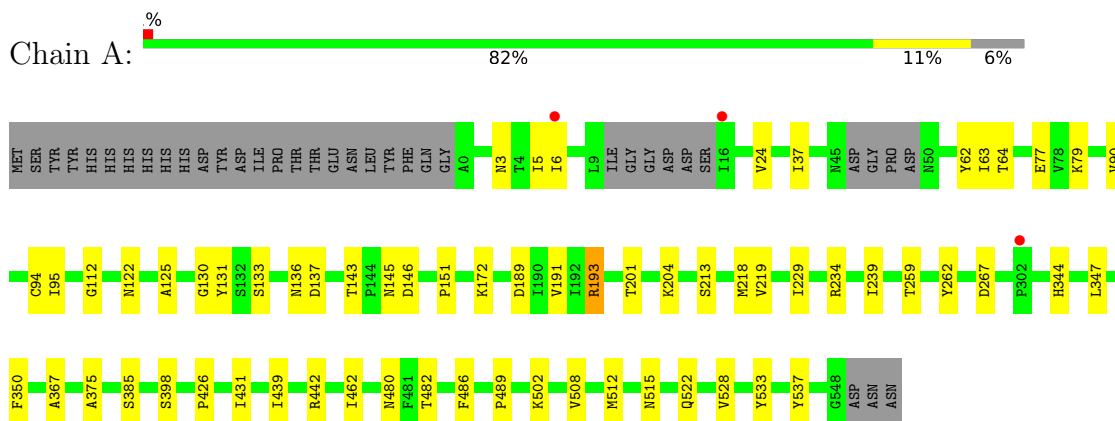 .%
Chain A:
82% 11% 6%
MET SER TYR TYR HIS HIS HIS HIS HIS HIS ASP TYR ASP ILE PRO THR THR GLU ASN LEU TYR PHE GLN GLY A0 N3 T4 I5 I6 L9 ILE GLY GLY ASP ASP SER I16 V24 I37 N45 ASP GLY PRO ASP N50 Y62 I63 T64 E77 V78 K79
C94 I95 G112 N122 A125 G130 Y131 S132 S133 N136 D137 T143 P144 N145 D146 P151 K172 D189 I190 V191 I192 R193 T201 K204 S213 M218 V219 I229 R234 I239 T259 Y262 D267 P302 H344 L347
F350 A367 A375 S385 S398 P426 I431 I439 R442 I462 N480 F481 T482 F486 P489 K502 V508 M512 N515 Q522 V528 Y533 Y537 G548 ASP ASN ASN